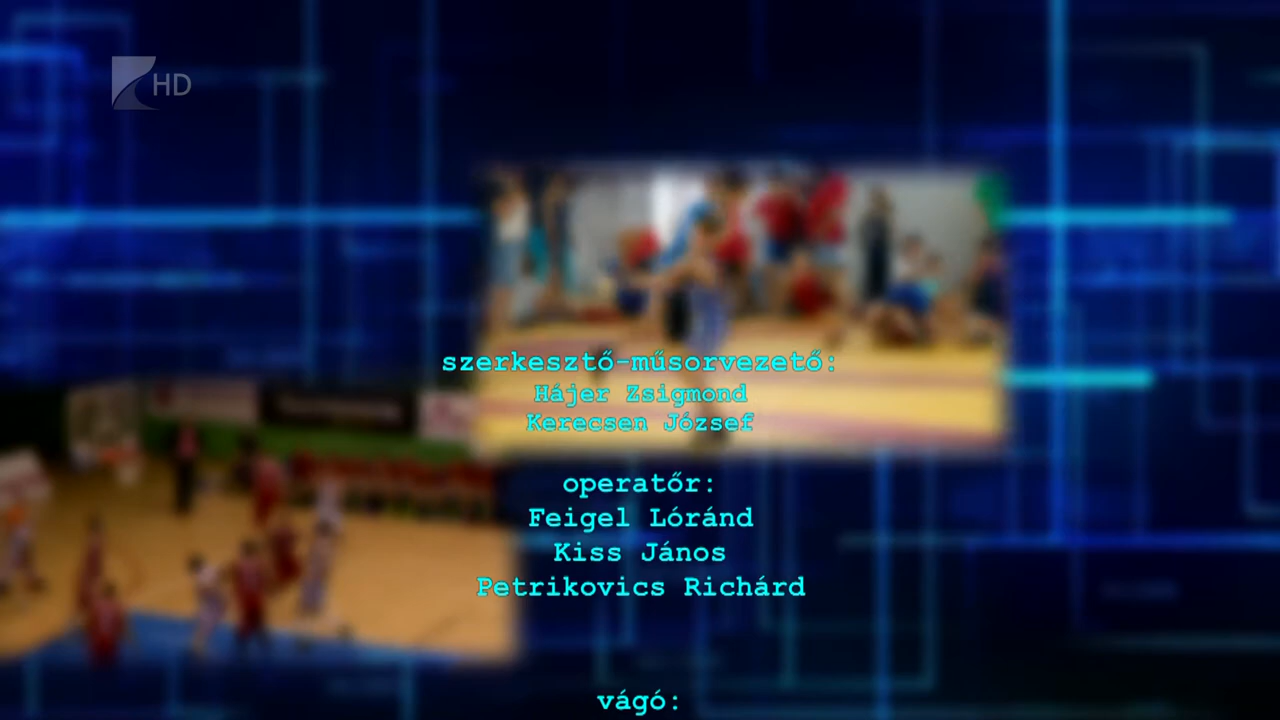 HD
szerkesztő-műsorvezető:
Hájer Zsigmond
Kerecsen József
operatőr:
Feigel Lóránd
Kiss János
Petrikovics Richárd
vágó: